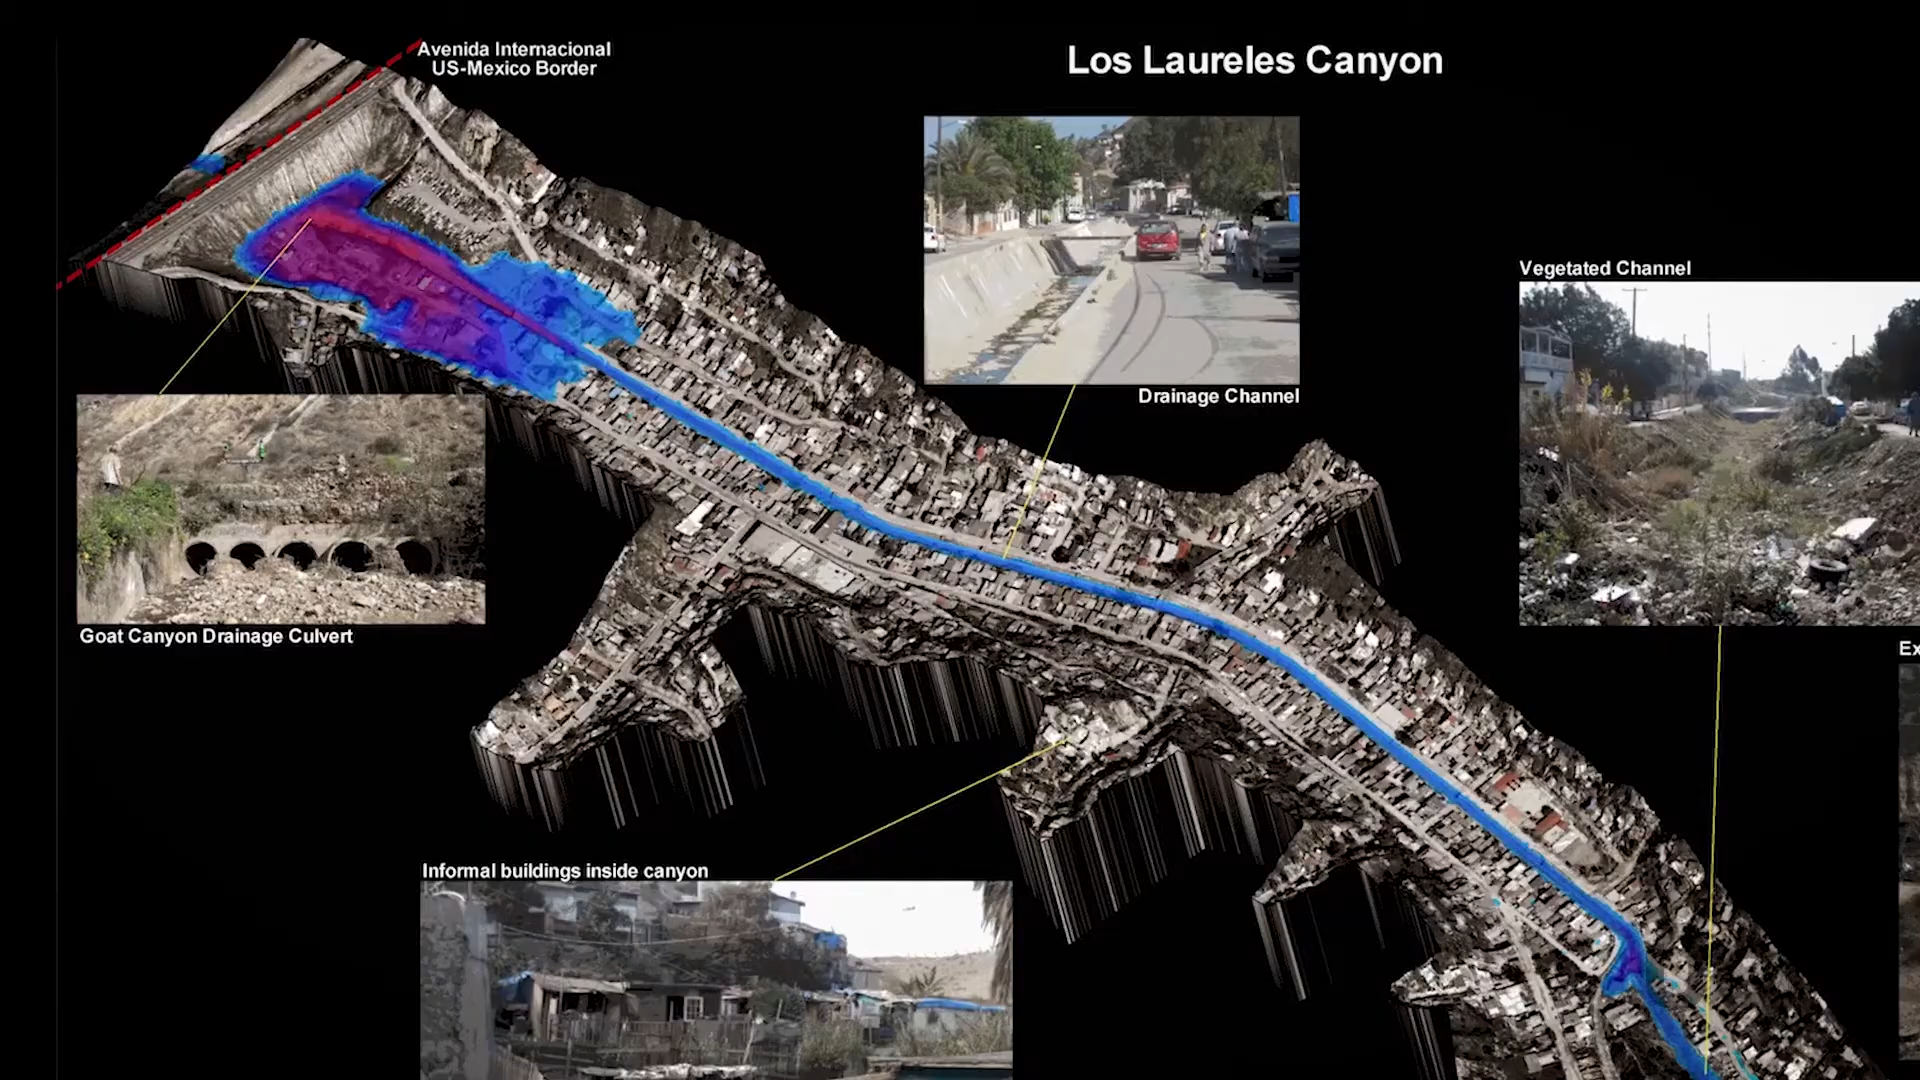 Avenida Internacional
US-Mexico Border
Los Laureles Canyon
Drainage Channel
Vegetated Channel
Goat Canyon Drainage Culvert
Ex
Informal buildings inside canyon